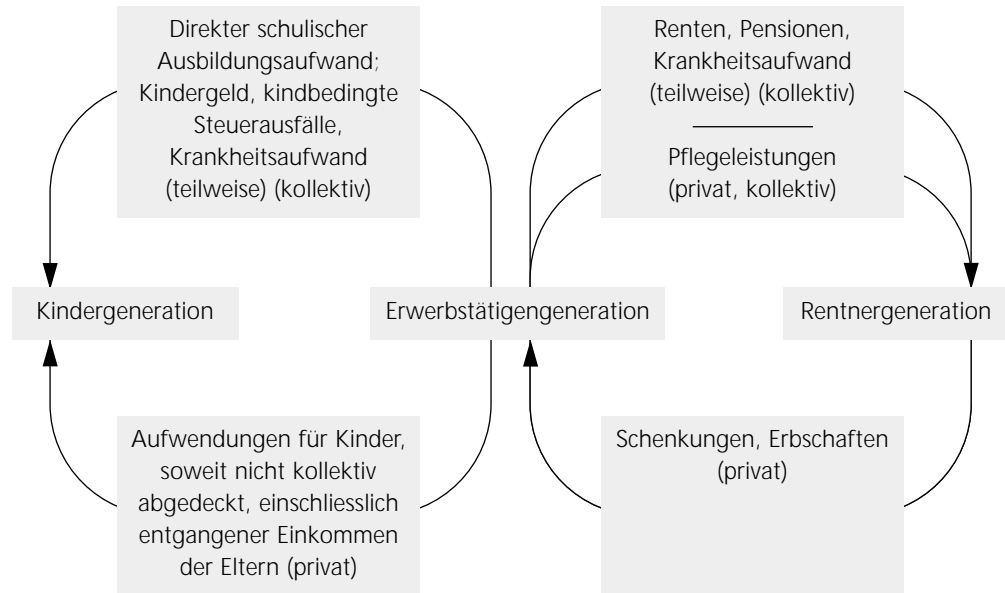 Direkter schulischer
Ausbildungsaufwand;
Kindergeld, kindbedingte
Steuerausfälle,
Krankheitsaufwand
(teilweise) (kollektiv)
Renten, Pensionen,
Krankheitsaufwand
(teilweise) (kollektiv)
Pflegeleistungen
(privat, kollektiv)
Kindergeneration
Erwerbstätigengeneration
Rentnergeneration
Aufwendungen für Kinder,
soweit nicht kollektiv
abgedeckt, einschliesslich
entgangener Einkommen
der Eltern (privat)
Schenkungen, Erbschaften
(privat)